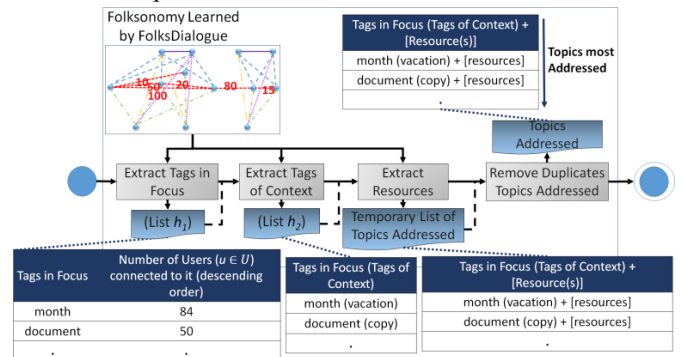 Folksonomy Learned
by FolksDialogue
10
50
100
20
80
15
Tags in Focus (Tags of Context) +
[Resource(s)]
month (vacation) + [resources]
document (copy) + [resources]
.
Topics most
Addressed
Topics
Addressed
Extract Tags in
Focus
Extract Tags
of Context
Extract
Resources
Remove Duplicates
Topics Addressed
(List h₁)
(List h₂)
Temporary List of
Topics Addressed
Tags in Focus
Number of Users (u ∈ U)
connected to it (descending
order)
month 84
document 50
. .
Tags in Focus (Tags of
Context)
month (vacation)
document (copy)
.
Tags in Focus (Tags of Context) +
[Resource(s)]
month (vacation) + [resources]
document (copy) + [resources]
.